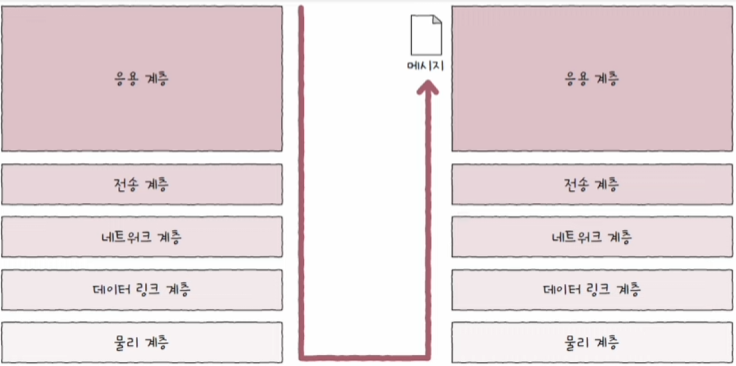 응용 계층
전송 계층
네트워크 계층
데이터 링크 계층
물리 계층
메시지
응용 계층
전송 계층
네트워크 계층
데이터 링크 계층
물리 계층